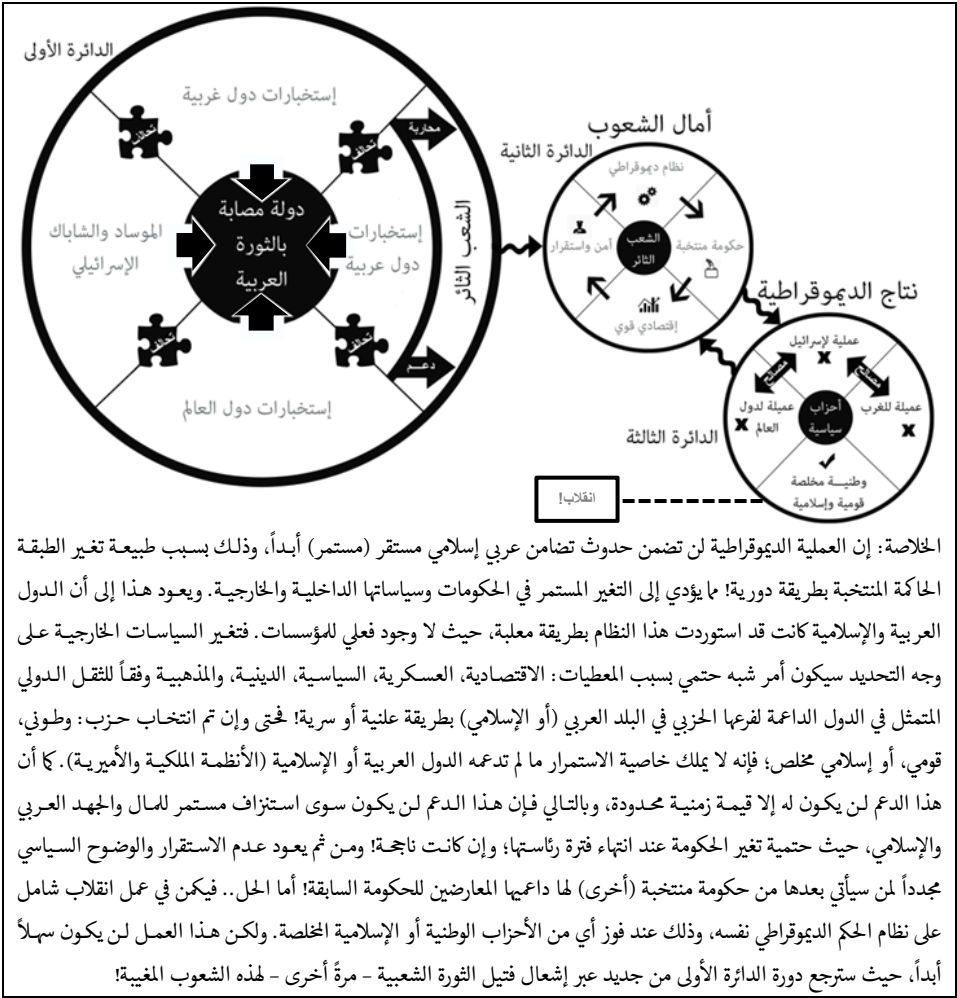 الدائرة الأولى
إستخبارات دول غربية
تحالف
تحالف
محاربة
دولة مصابة
بالثورة
العربية
الموساد والشاباك
الإسرائيلي
إستخبارات
دول عربية
الشعب الثائر
تحالف
تحالف
دعــم
إستخبارات دول العالم
أمال الشعوب
الدائرة الثانية
نظام ديموقراطي
حكومة منتخبة
الشعب
الثائر
أمن واستقرار
إقتصادي قوي
نتاج الديموقراطية
عملية لإسرائيل
مصالح
مصالح
عميلة للغرب
أحزاب
سياسية
عميلة لدول
العالم
الدائرة الثالثة
وطنيـــة مخلصة
قومية وإسلامية
انقلاب!
الخلاصة: إن العملية الديموقراطية لن تضمن حدوث تضامن عربي إسلامي مستقر (مستمر) أبداً، وذلك بسبب طبيعة تغير الطبقة
الحاكمة المنتخبة بطريقة دورية! ما يؤدي إلى التغير المستمر في الحكومات وسياساتها الداخلية والخارجية. ويعود هذا إلى أن الدول
العربية والإسلامية كانت قد استوردت هذا النظام بطريقة معلبة، حيث لا وجود فعلي للمؤسسات. فتغير السياسات الخارجية على
وجه التحديد سيكون أمر شبه حتمي بسبب المعطيات: الاقتصادية، العسكرية، السياسية، الدينية، والمذهبية وفقاً للثقل الدولي
المتمثل في الدول الداعمة لفرعها الحزبي في البلد العربي (أو الإسلامي) بطريقة علنية أو سرية! فحتى وإن تم انتخاب حزب: وطوني،
قومي، أو إسلامي مخلص؛ فإنه لا يملك خاصية الاستمرار ما لم تدعمه الدول العربية أو الإسلامية (الأنظمة الملكية والأميرية). كما أن
هذا الدعم لن يكون له إلا قيمة زمنية محدودة، وبالتالي فإن هذا الدعم لن يكون سوى استنزاف مستمر للمال والجهد العربي
والإسلامي، حيث حتمية تغير الحكومة عند انتهاء فترة رئاستها؛ وإن كانت ناجحة! ومن ثم يعود عدم الاستقرار والوضوح السياسي
مجدداً لمن سيأتي بعدها من حكومة منتخبة (أخرى) لها داعميها المعارضين للحكومة السابقة! أما الحل.. فيكمن في عمل انقلاب شامل
على نظام الحكم الديموقراطي نفسه، وذلك عند فوز أي من الأحزاب الوطنية أو الإسلامية المخلصة. ولكن هذا العمل لن يكون سهلاً
أبداً، حيث سترجع دورة الدائرة الأولى من جديد عبر إشعال فتيل الثورة الشعبية – مرةً أخرى – لهذه الشعوب المغيبة!